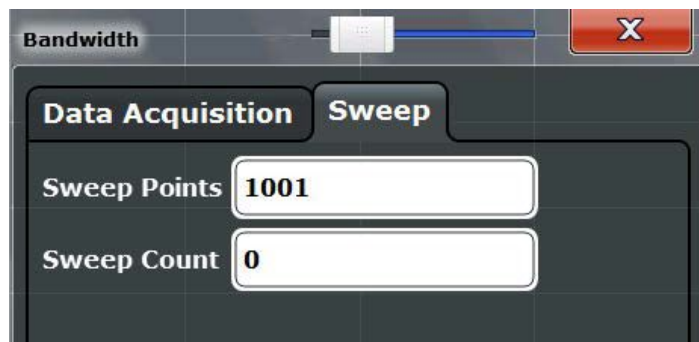 Bandwidth
X
Data Acquisition Sweep
Sweep Points 1001
Sweep Count 0